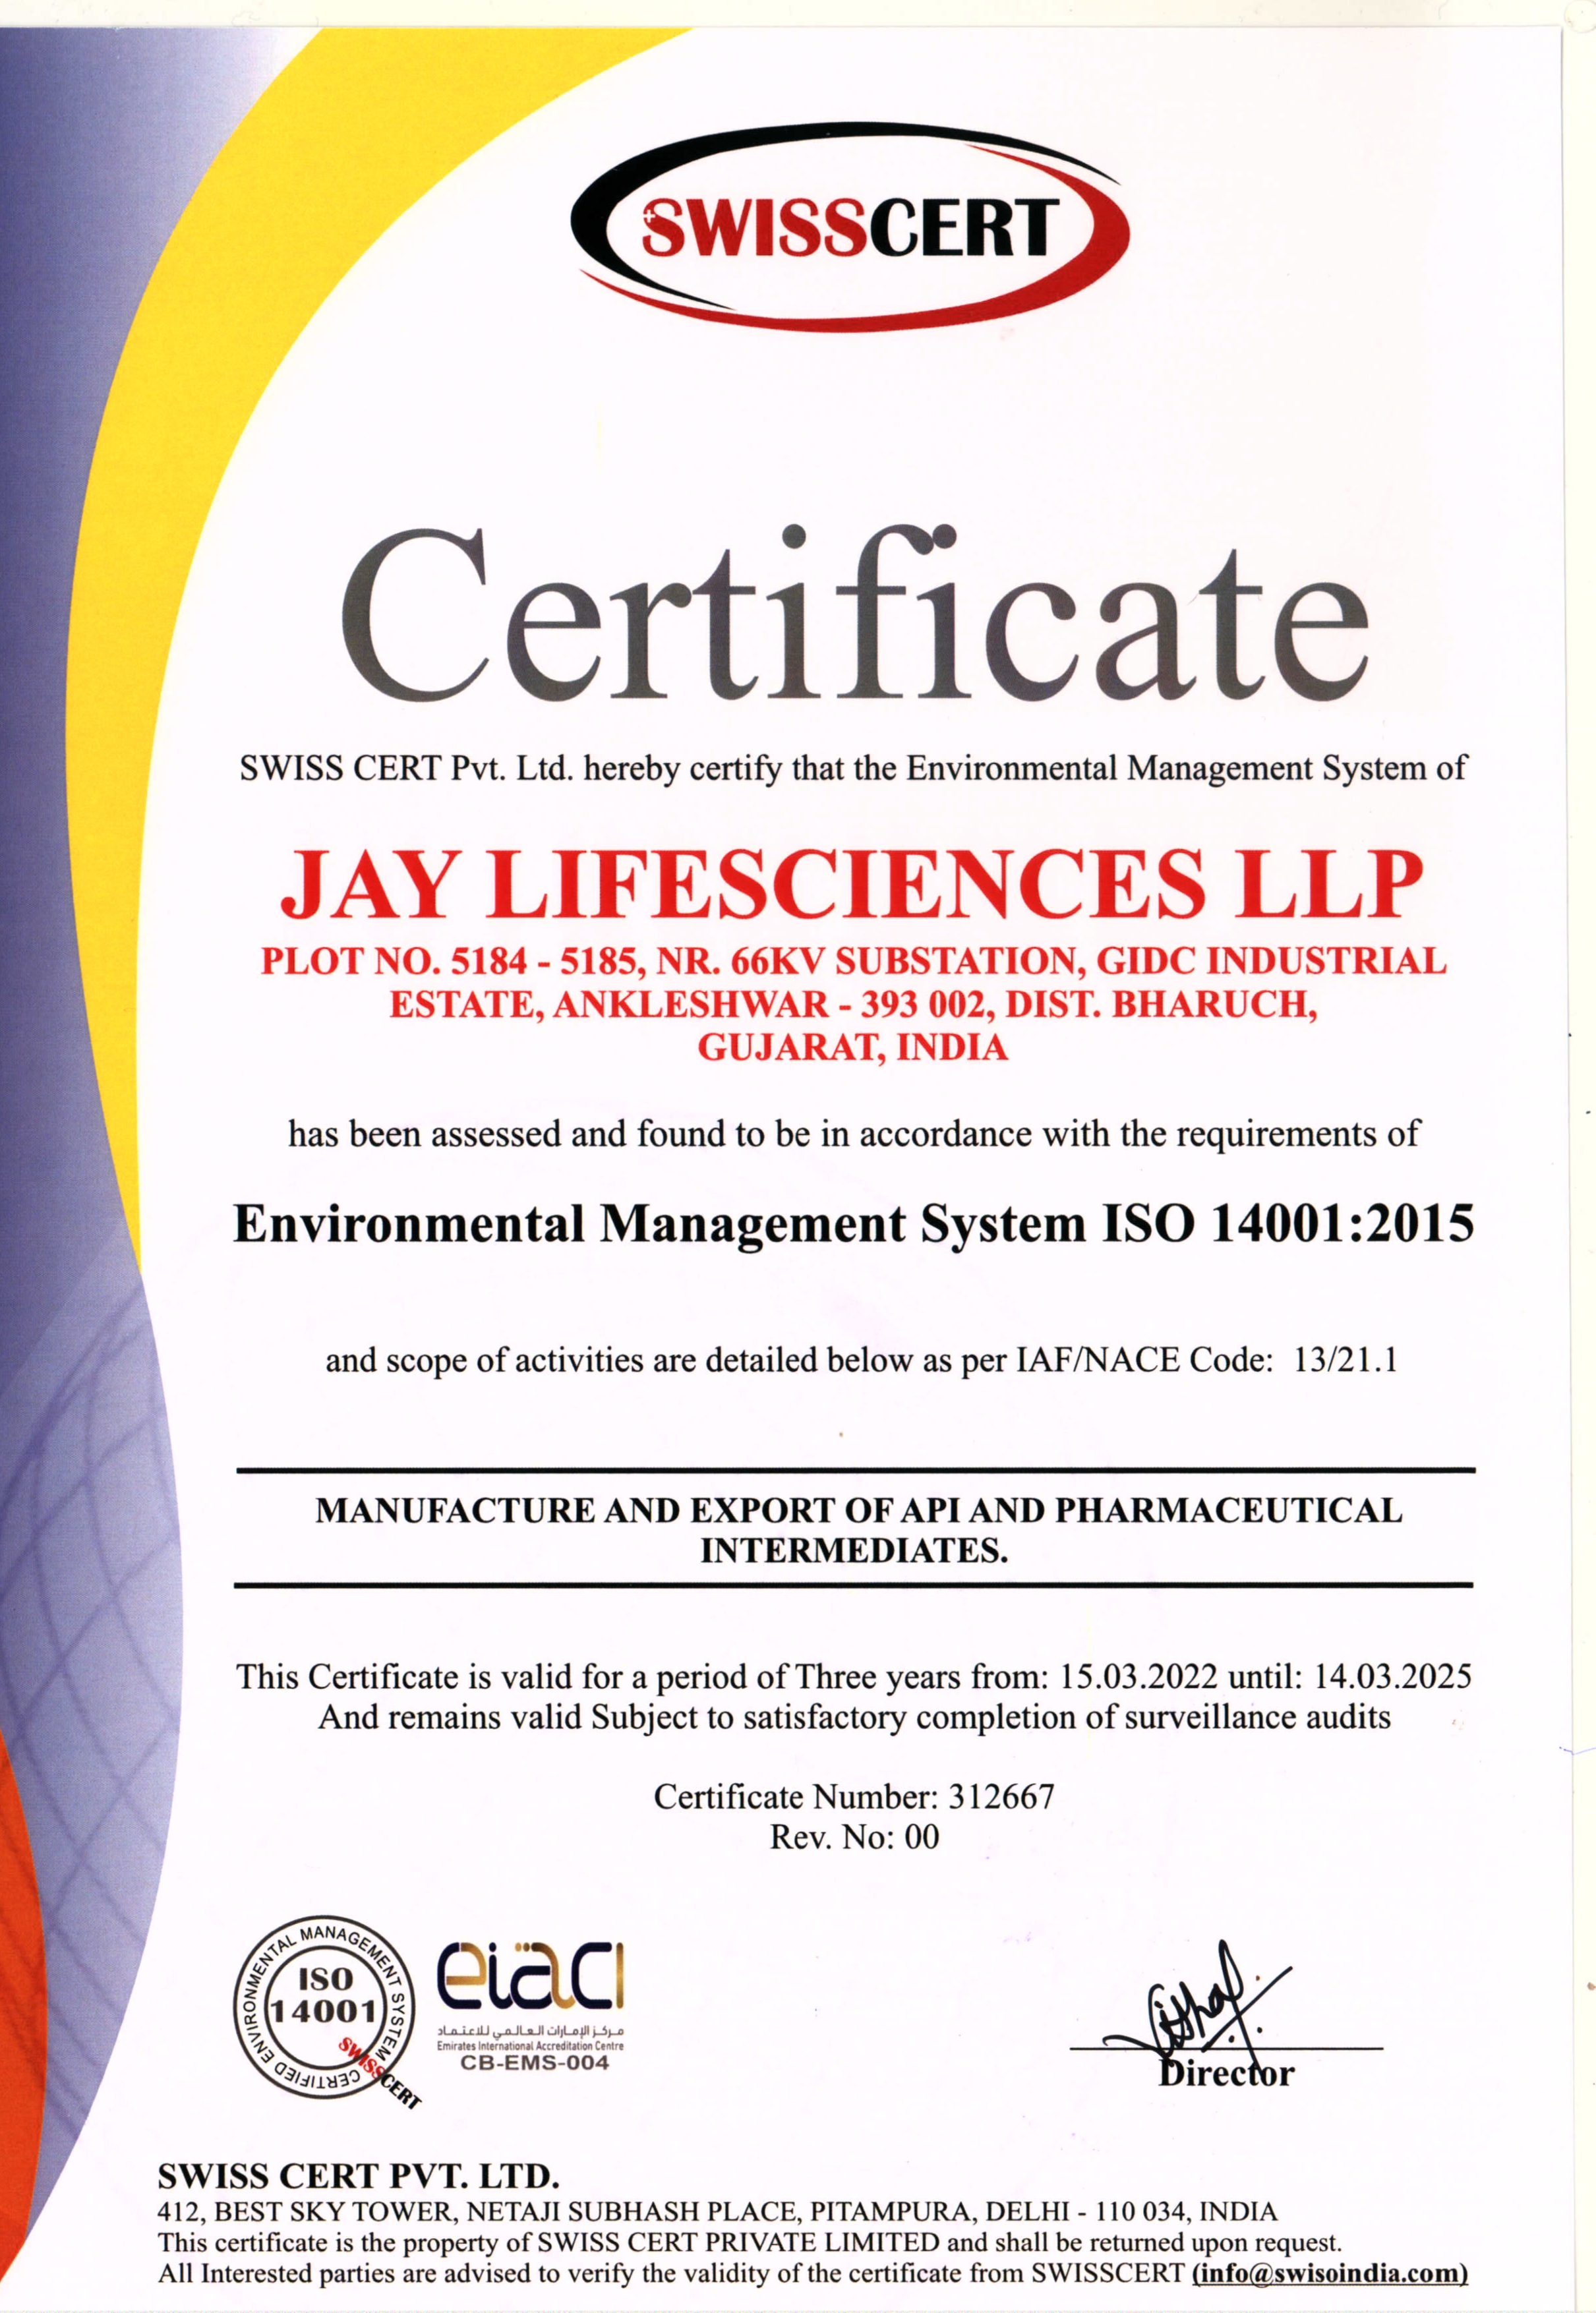 SWISSCERT
Certificate
SWISS CERT Pvt. Ltd. hereby certify that the Environmental Management System of
JAY LIFESCIENCES LLP
PLOT NO. 5184 - 5185, NR. 66KV SUBSTATION, GIDC INDUSTRIAL
ESTATE, ANKLESHWAR - 393 002, DIST. BHARUCH,
GUJARAT, INDIA
has been assessed and found to be in accordance with the requirements of
Environmental Management System ISO 14001:2015
and scope of activities are detailed below as per IAF/NACE Code: 13/21.1
MANUFACTURE AND EXPORT OF API AND PHARMACEUTICAL
INTERMEDIATES.
This Certificate is valid for a period of Three years from: 15.03.2022 until: 14.03.2025
And remains valid Subject to satisfactory completion of surveillance audits
Certificate Number: 312667
Rev. No: 00
CERTIFIED ENVIRONMENTAL MANAGEMENT SYSTEM
ISO
14001
SWISSCERT
eiac
مركز الإمارات العالمي للاعتماد
Emirates International Accreditation Centre
CB-EMS-004
Director
SWISS CERT PVT. LTD.
412, BEST SKY TOWER, NETAJI SUBHASH PLACE, PITAMPURA, DELHI - 110 034, INDIA
This certificate is the property of SWISS CERT PRIVATE LIMITED and shall be returned upon request.
All Interested parties are advised to verify the validity of the certificate from SWISSCERT (info@swisoindia.com)